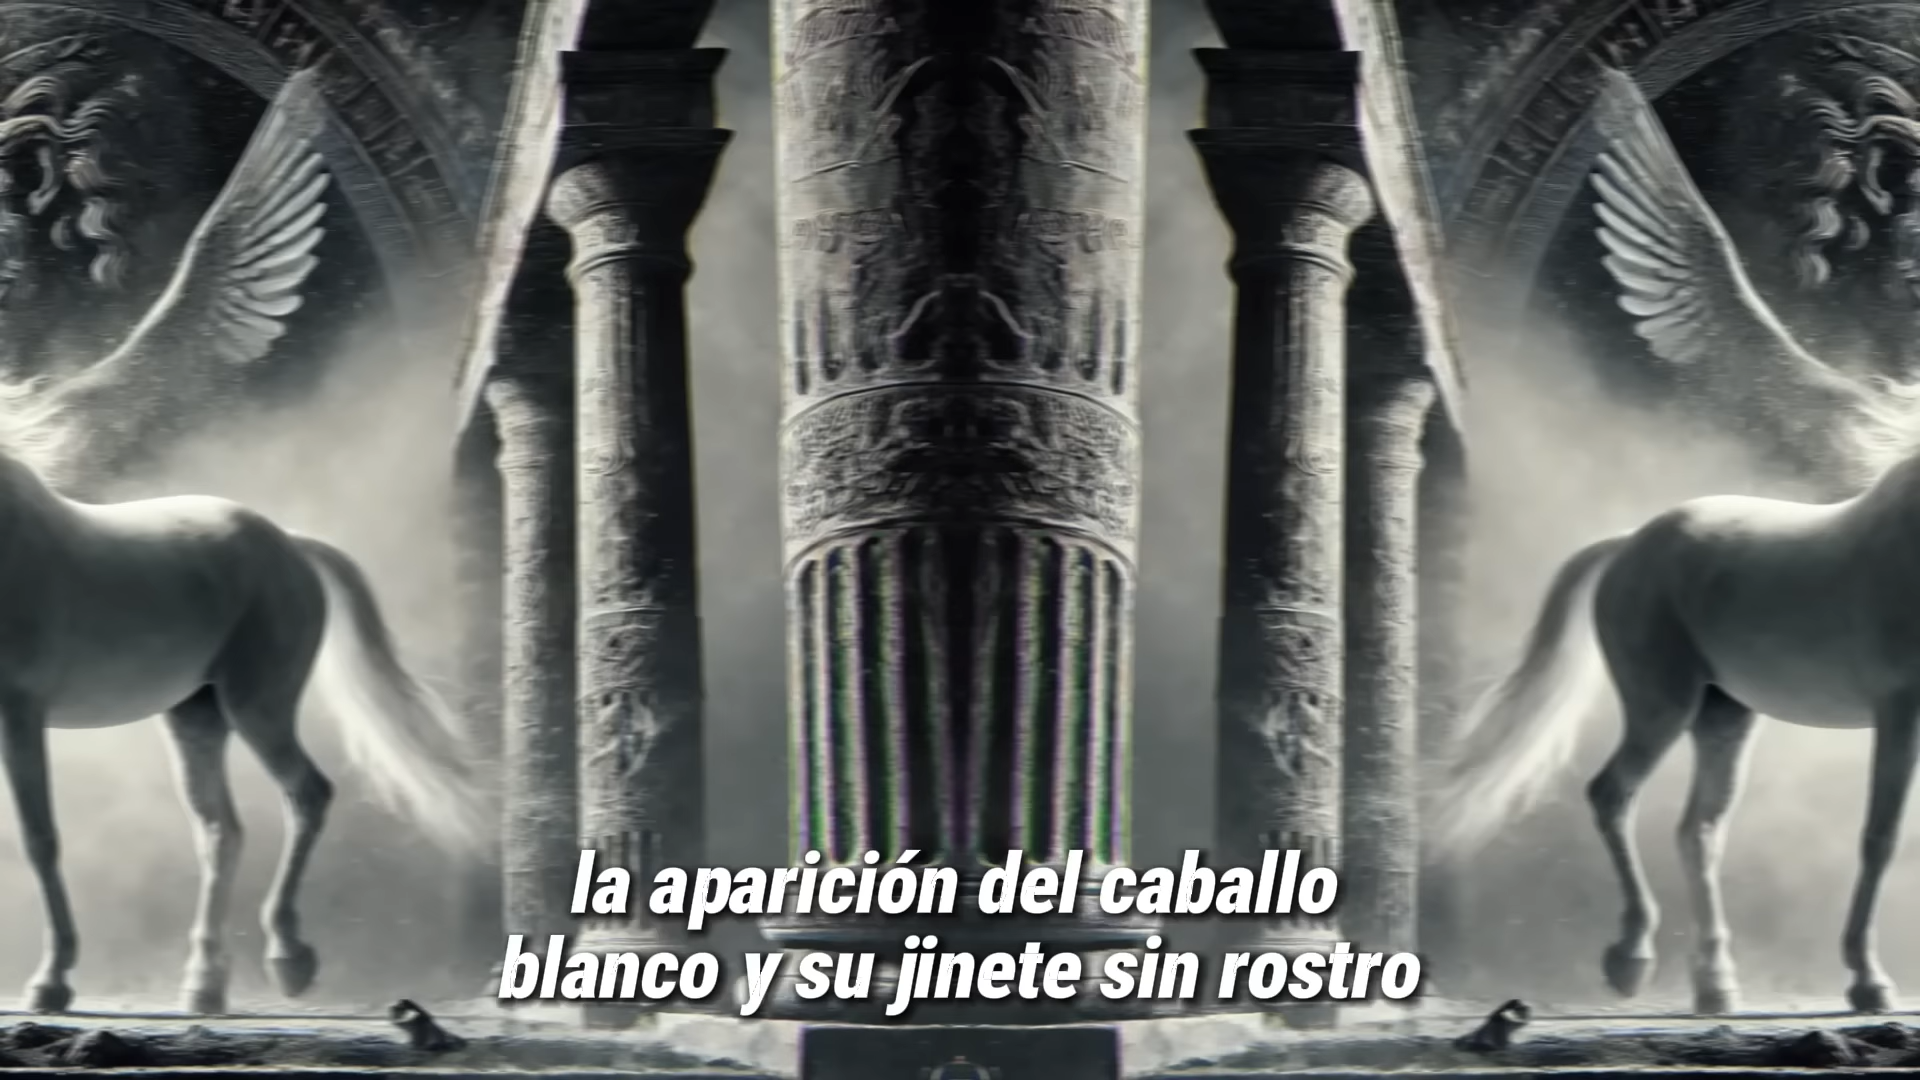 la aparición del caballo
blanco y su jinete sin rostro